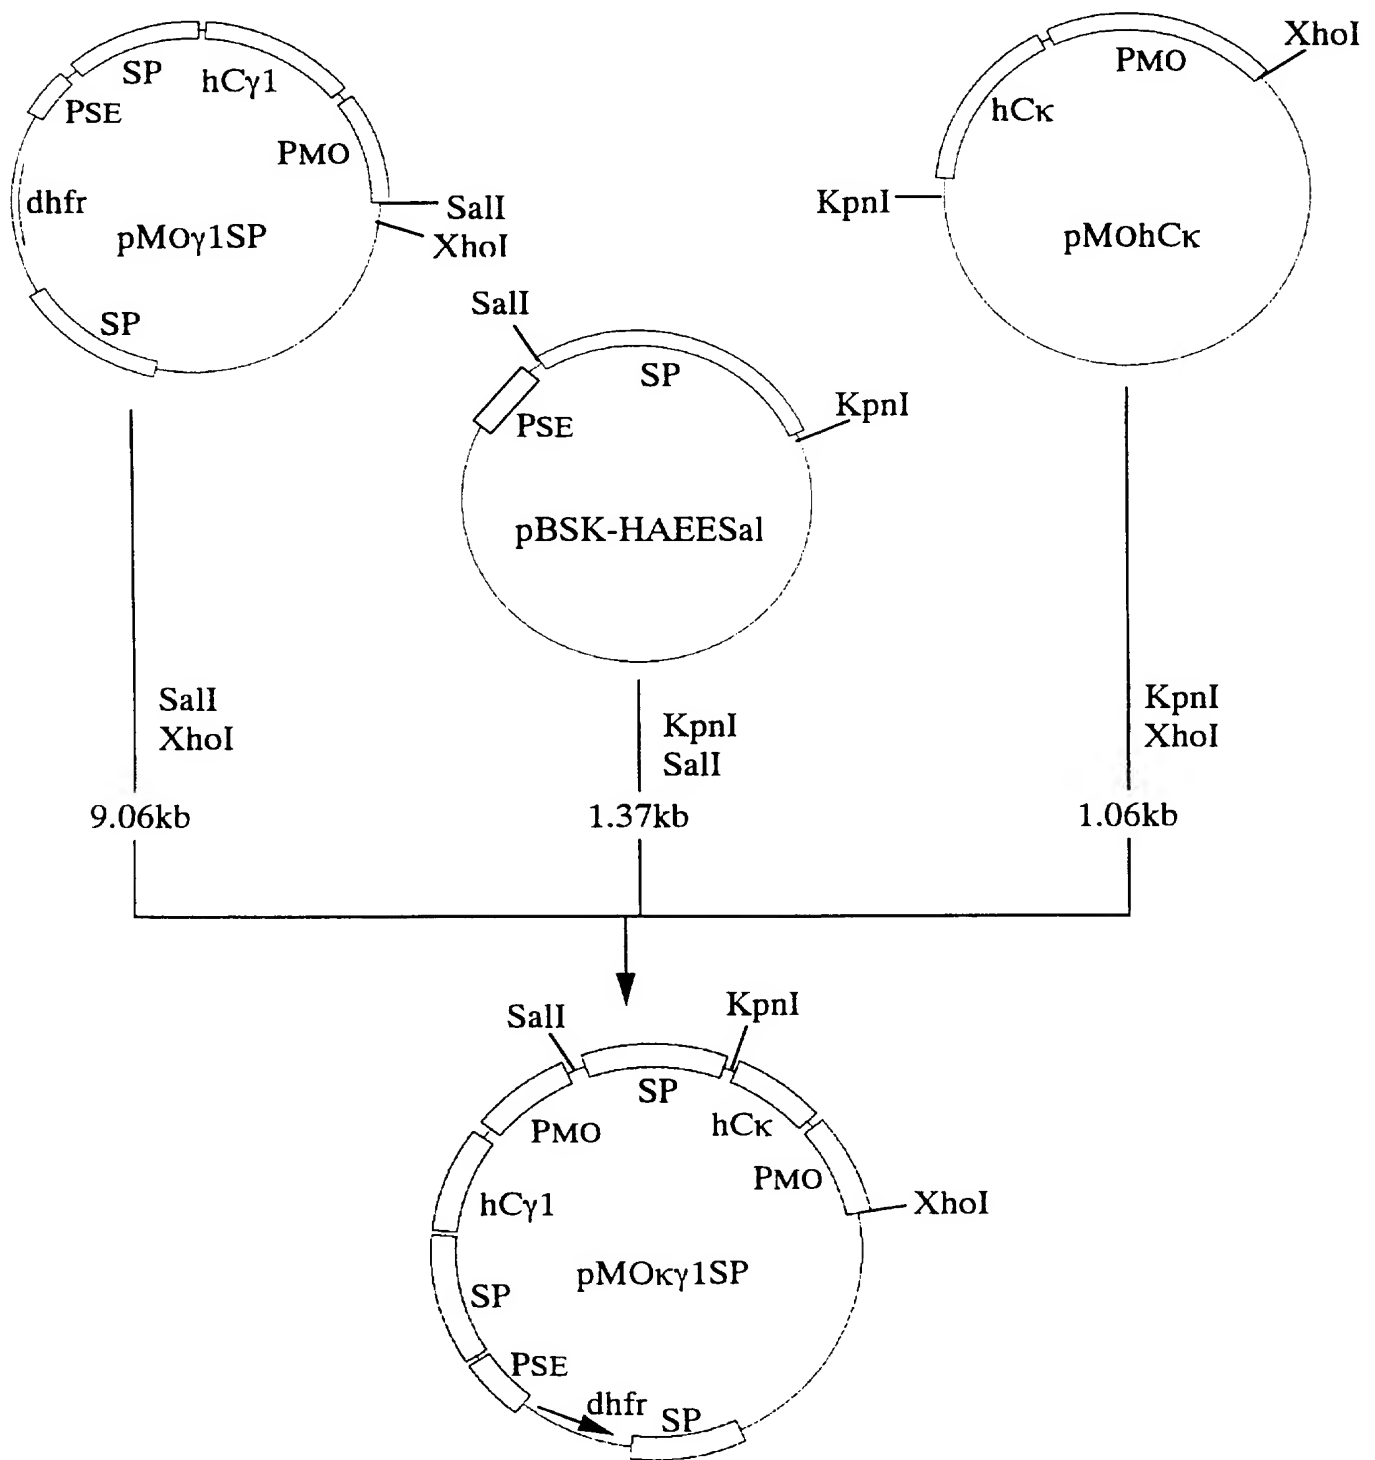 SP
hCγ1
PSE
PMO
dhfr
pMOγ1SP
SalI
XhoI
SP
XhoI
PMO
hCκ
KpnI
pMOhCκ
SalI
SP
KpnI
PSE
pBSK-HAEESal
SalI
XhoI
9.06kb
KpnI
SalI
1.37kb
KpnI
XhoI
1.06kb
SalI
KpnI
SP
hCκ
PMO
PMO
XhoI
hCγ1
pMOκγ1SP
SP
PSE
dhfr
SP